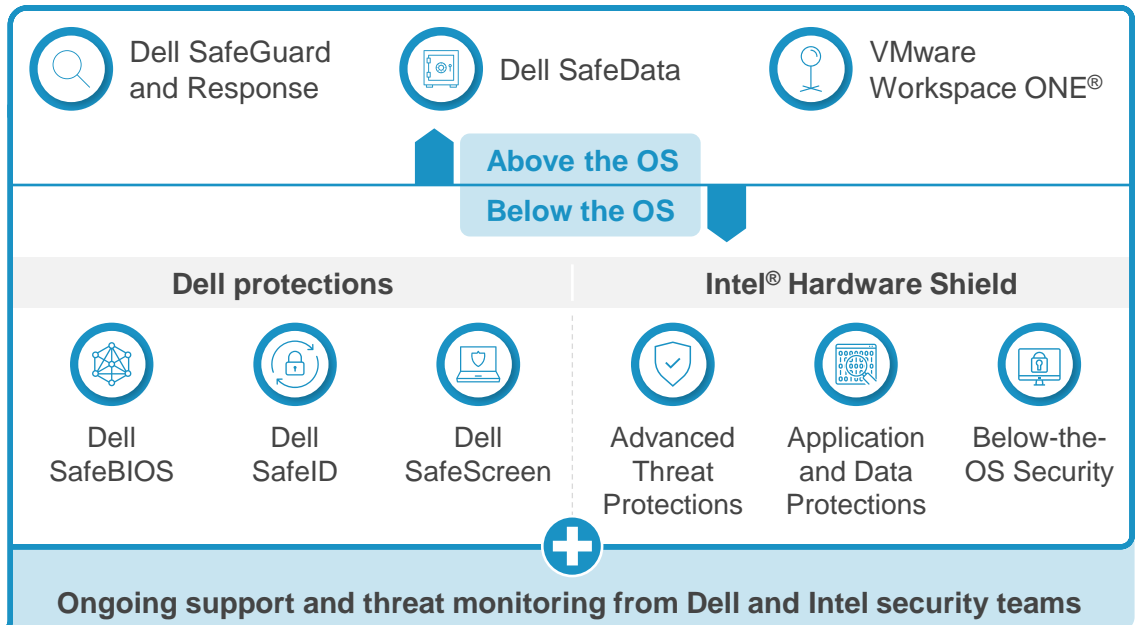 Dell SafeGuard
and Response
Dell SafeData
VMware
Workspace ONE®
Above the OS
Below the OS
Dell protections
Intel® Hardware Shield
Dell
SafeBIOS
Dell
SafeID
Dell
SafeScreen
Advanced
Threat
Protections
Application
and Data
Protections
Below-the-
OS Security
Ongoing support and threat monitoring from Dell and Intel security teams